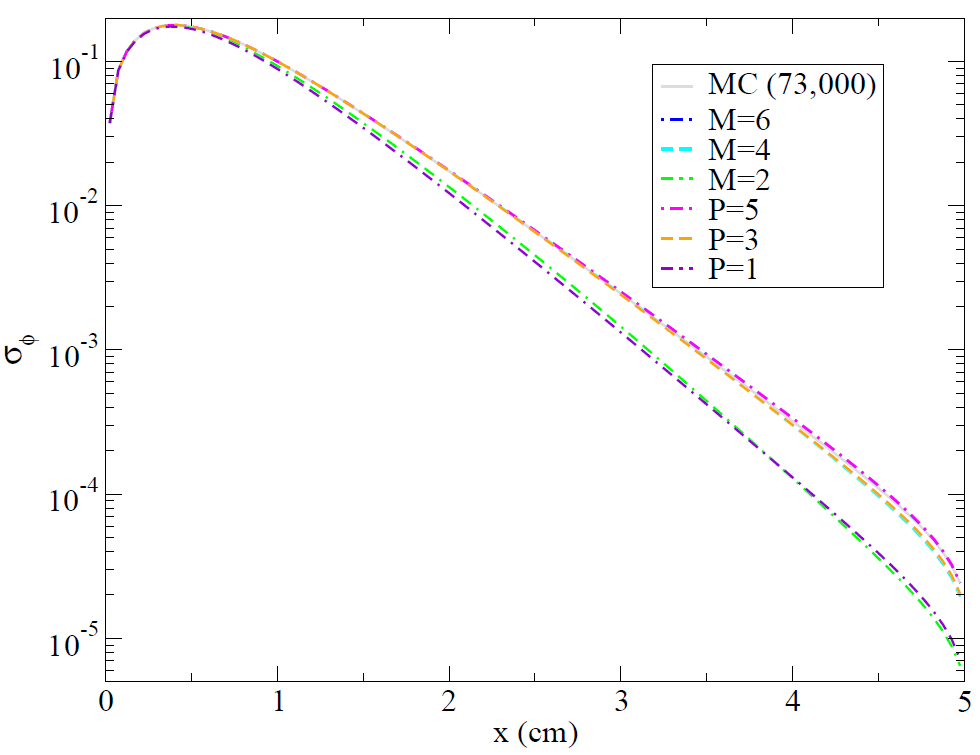 MC (73,000)
M=6
M=4
M=2
P=5
P=3
P=1
σϕ
10-1
10-2
10-3
10-4
10-5
0 1 2 3 4 5
x (cm)